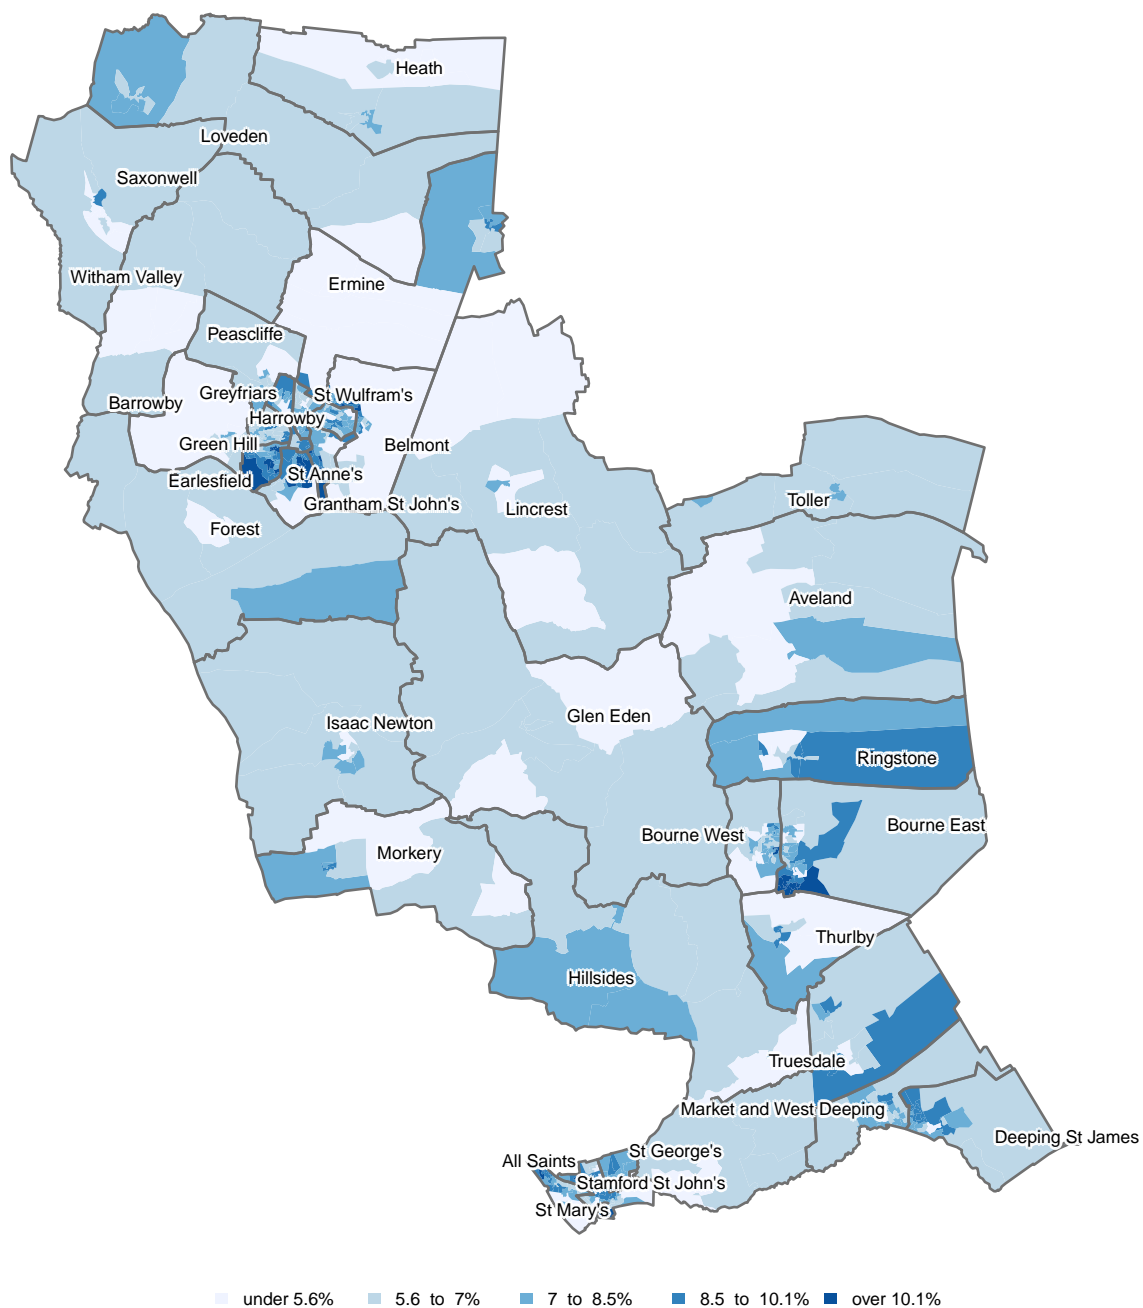 Heath
Loveden
Saxonwell
Witham Valley
Ermine
Peascliffe
Greyfriars
St Wulfram's
Barrowby
Harrowby
Green Hill
Belmont
Earlesfield
St Anne's
Grantham St John's
Lincrest
Toller
Forest
Aveland
Glen Eden
Isaac Newton
Ringstone
Bourne West
Bourne East
Morkery
Thurlby
Hillsides
Truesdale
Market and West Deeping
Deeping St James
St George's
All Saints
Stamford St John's
St Mary's
under 5.6%
5.6 to 7%
7 to 8.5%
8.5 to 10.1%
over 10.1%